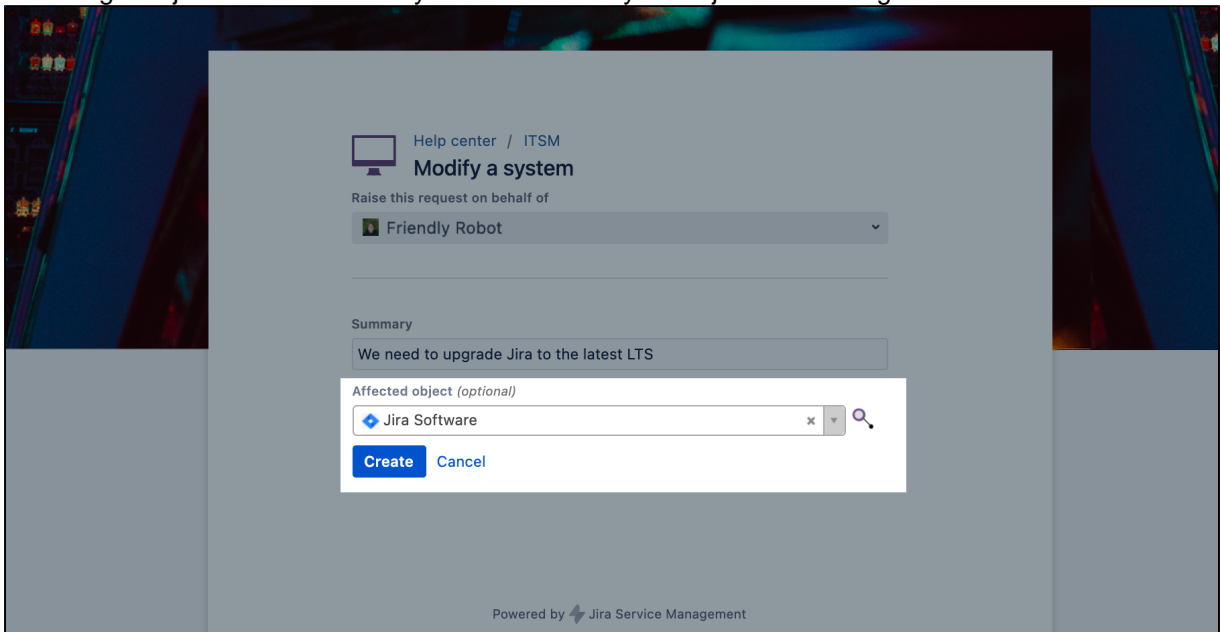 Help center / ITSM
Modify a system
Raise this request on behalf of
Friendly Robot
Summary
We need to upgrade Jira to the latest LTS
Affected object (optional)
Jira Software
Create Cancel
Powered by Jira Service Management